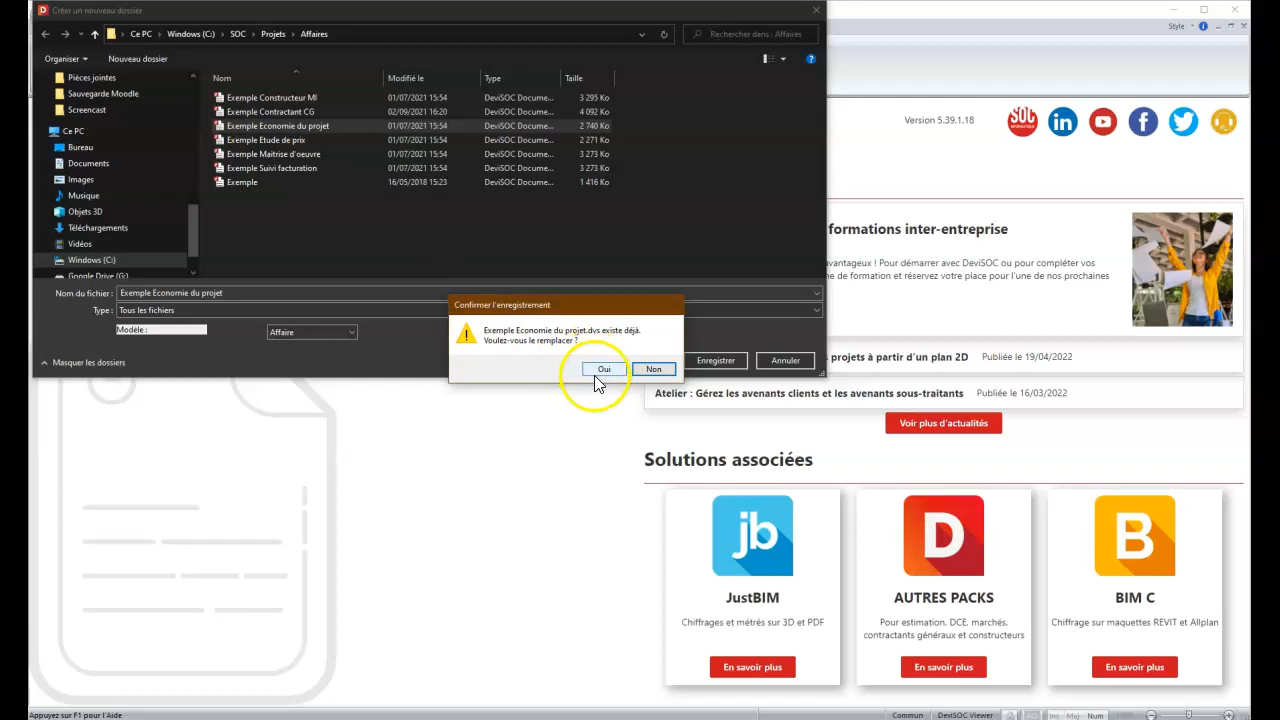 Créer un nouveau dossier
Style
Ce PC > Windows (C:) > SOC > Projets > Affaires
Rechercher dans : Affaires
Organiser
Nouveau dossier
Nom
Modifié le
Type
Taille
Pièces jointes
Sauvegarde Moodle
Screencast
Ce PC
Bureau
Documents
Images
Musique
Objets 3D
Téléchargements
Vidéos
Windows (C:)
Google Drive (G:)
Exemple Constructeur MI 01/07/2021 15:54 DeviSOC Docume... 3 295 Ko
Exemple Contractant CG 02/09/2021 16:20 DeviSOC Docume... 4 092 Ko
Exemple Economie du projet 01/07/2021 15:54 DeviSOC Docume... 2 740 Ko
Exemple Etude de prix 01/07/2021 15:54 DeviSOC Docume... 2 271 Ko
Exemple Maitrise d'oeuvre 01/07/2021 15:54 DeviSOC Docume... 3 273 Ko
Exemple Suivi facturation 01/07/2021 15:54 DeviSOC Docume... 3 273 Ko
Exemple 16/05/2018 15:23 DeviSOC Docume... 1 416 Ko
Nom du fichier : Exemple Economie du projet
Type : Tous les fichiers
Modèle :
Affaire
Masquer les dossiers
Enregistrer
Annuler
Confirmer l'enregistrement
Exemple Economie du projet.dvs existe déjà.
Voulez-vous le remplacer ?
Oui
Non
Version 5.39.1.18
SOC
INFORMATIQUE
formations inter-entreprise
avantageux ! Pour démarrer avec DeviSOC ou pour compléter vos
e de formation et réservez votre place pour l'une de nos prochaines
projets à partir d'un plan 2D Publiée le 19/04/2022
Atelier : Gérez les avenants clients et les avenants sous-traitants Publiée le 16/03/2022
Voir plus d'actualités
Solutions associées
jb
JustBIM
Chiffrages et métrés sur 3D et PDF
En savoir plus
D
AUTRES PACKS
Pour estimation, DCE, marchés,
contractants généraux et constructeurs
En savoir plus
B
BIM C
Chiffrage sur maquettes REVIT et Allplan
En savoir plus
Appuyez sur F1 pour l'Aide
Commun
DeviSOC Viewer
Ins
Maj
Num
100%